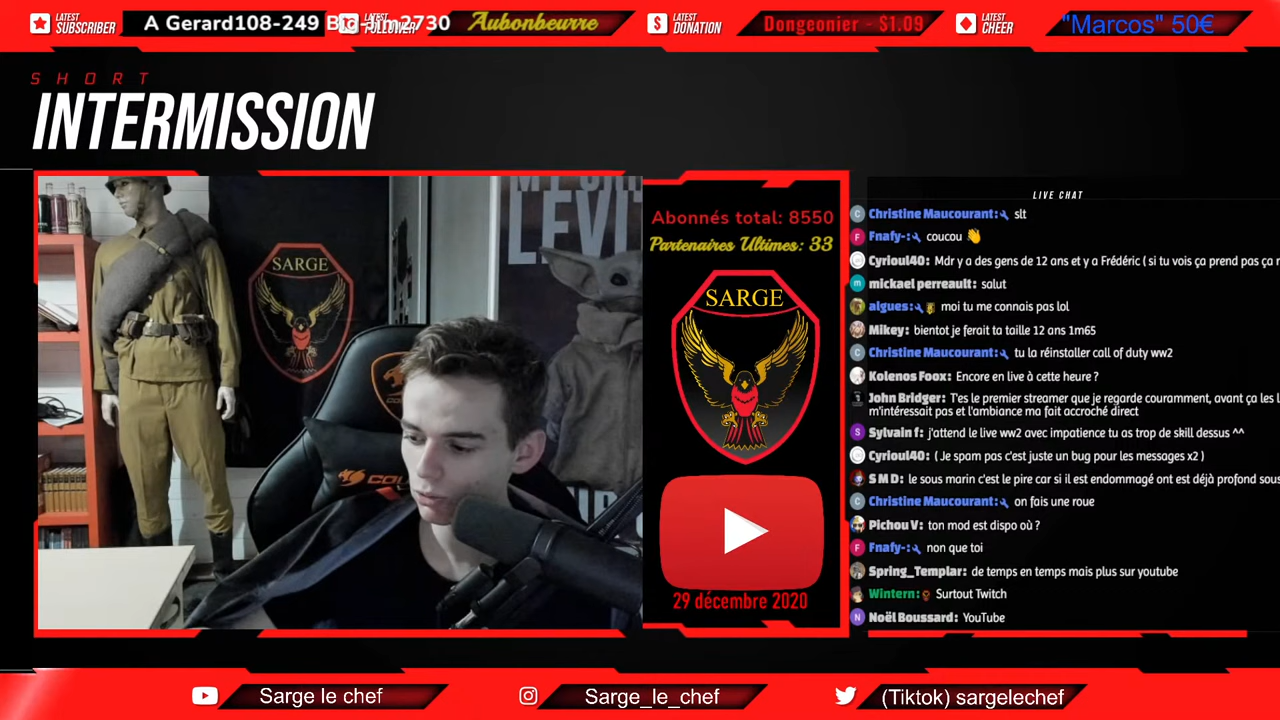 LATEST SUBSCRIBER
A Gerard108-249 Big-Jim2730
LATEST FOLLOWER
Aubonbeurre
LATEST DONATION
Dongeonier - $1.09
LATEST CHEER
"Marcos" 50€
SHORT
INTERMISSION
SARGE
LEVI
COU
Abonnés total: 8550
Partenaires Ultimes: 33
SARGE
29 décembre 2020
LIVE CHAT
Christine Maucourant: slt
Fnafy-: coucou 👋
Cyrioul40: Mdr y a des gens de 12 ans et y a Frédéric ( si tu vois ça prend pas ça
mickael perreault: salut
algues: moi tu me connais pas lol
Mikey: bientot je ferait ta taille 12 ans 1m65
Christine Maucourant: tu la réinstaller call of duty ww2
Kolenos Foox: Encore en live à cette heure ?
John Bridger: T'es le premier streamer que je regarde couramment, avant ça les
m'intéressait pas et l'ambiance ma fait accroché direct
Sylvain f: j'attend le live ww2 avec impatience tu as trop de skill dessus ^^
Cyrioul40: ( Je spam pas c'est juste un bug pour les messages x2 )
S M D: le sous marin c'est le pire car si il est endommagé ont est déjà profond sous
Christine Maucourant: on fais une roue
Pichou V: ton mod est dispo où ?
Fnafy-: non que toi
Spring_Templar: de temps en temps mais plus sur youtube
Wintern: Surtout Twitch
Noël Boussard: YouTube
Sarge le chef
Sarge_le_chef
(Tiktok) sargelechef